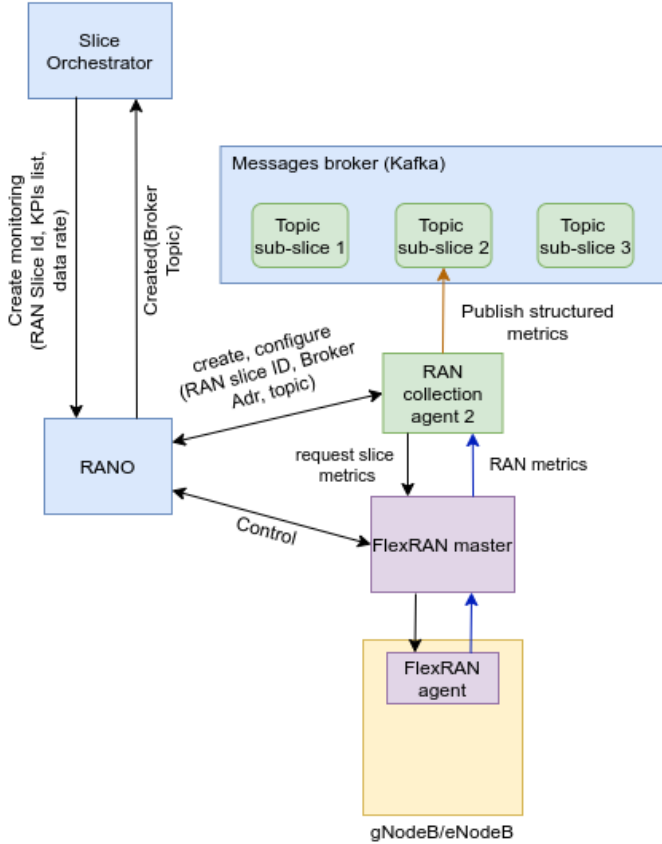 Slice
Orchestrator
Create monitoring
(RAN Slice Id, KPIs list,
data rate)
Created(Broker
Topic)
Messages broker (Kafka)
Topic
sub-slice 1
Topic
sub-slice 2
Topic
sub-slice 3
Publish structured
metrics
create, configure
(RAN slice ID, Broker
Adr, topic)
RAN
collection
agent 2
RANO
request slice
metrics
RAN metrics
Control
FlexRAN master
FlexRAN
agent
gNodeB/eNodeB